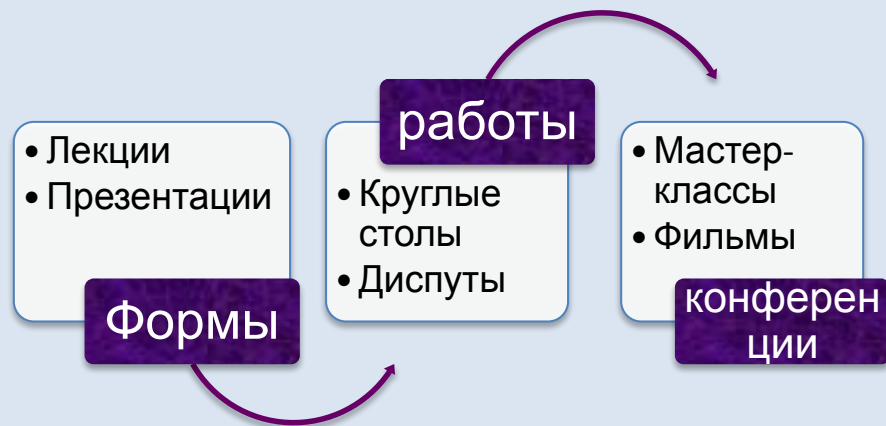 • Лекции
• Презентации
Формы
работы
• Круглые
столы
• Диспуты
• Мастер-
классы
• Фильмы
конферен
ции